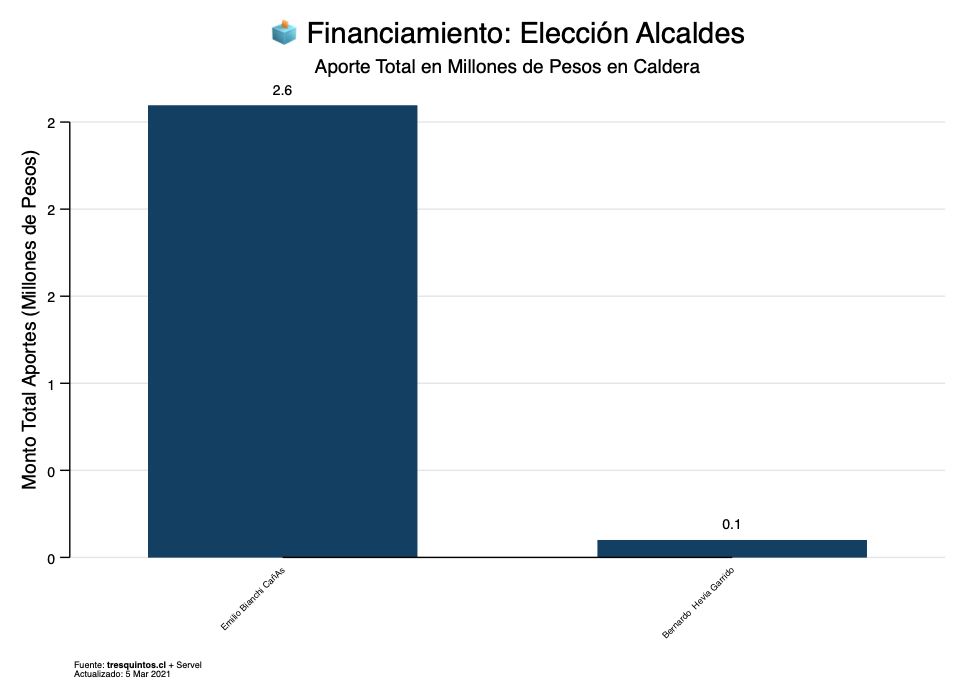 Financiamiento: Elección Alcaldes
Aporte Total en Millones de Pesos en Caldera
Monto Total Aportes (Millones de Pesos)
2
2
2
1
0
0
2.6
0.1
Emilio Bianchi CañAs
Bernardo Hevia Garrido
Fuente: tresquintos.cl + Servel
Actualizado: 5 Mar 2021